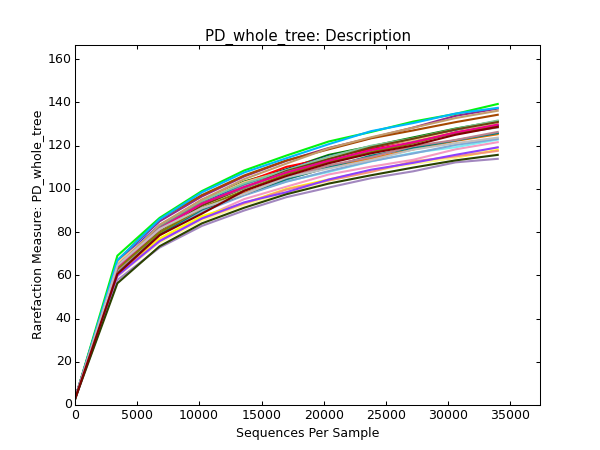 PD_whole_tree: Description
Rarefaction Measure: PD_whole_tree
160
140
120
100
80
60
40
20
0
0 5000 10000 15000 20000 25000 30000 35000
Sequences Per Sample